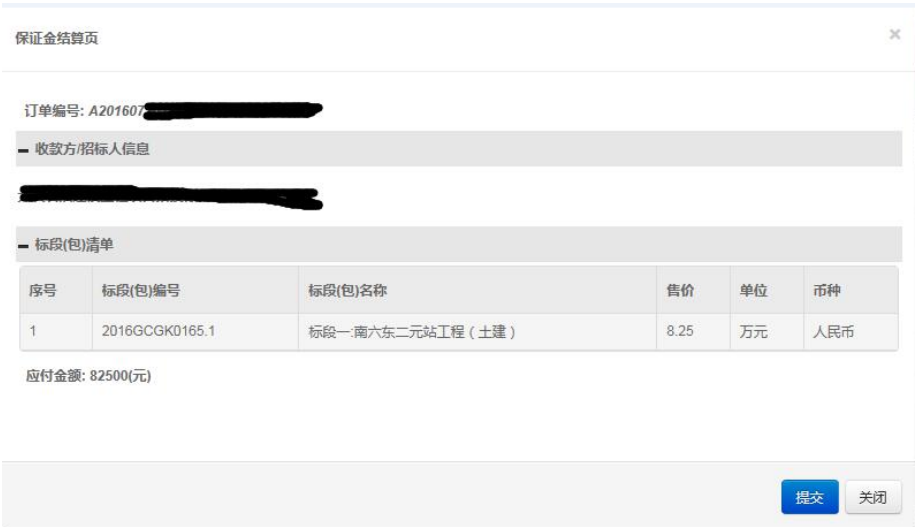 保证金结算页
×
订单编号: A201607
收款方/招标人信息
标段(包)清单
序号 标段(包)编号 标段(包)名称 售价 单位 币种
1 2016GCGK0165.1 标段一:南六东二元站工程（土建） 8.25 万元 人民币
应付金额: 82500(元)
提交 关闭